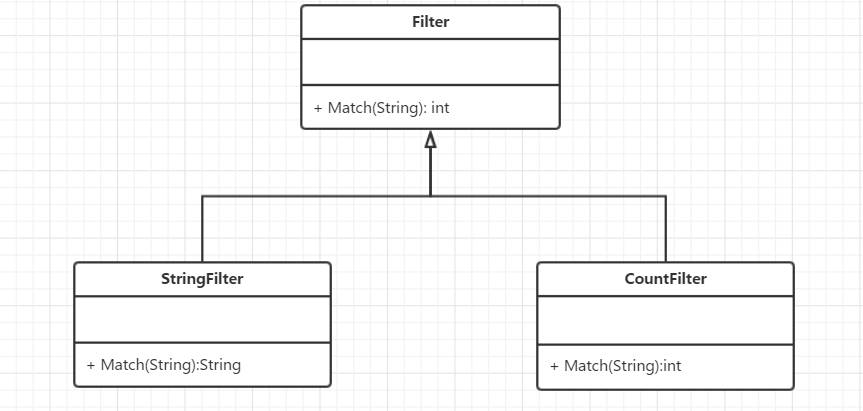 Filter
+ Match(String): int
StringFilter
CountFilter
+ Match(String):String
+ Match(String):int